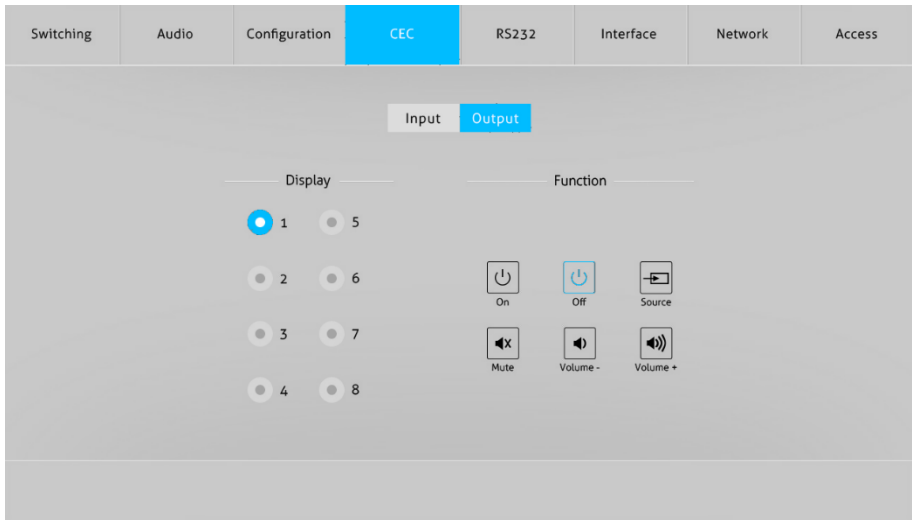 Switching Audio Configuration CEC RS232 Interface Network Access
Input Output
Display Function
1 5
2 6
On Off Source
3 7
Mute Volume - Volume +
4 8